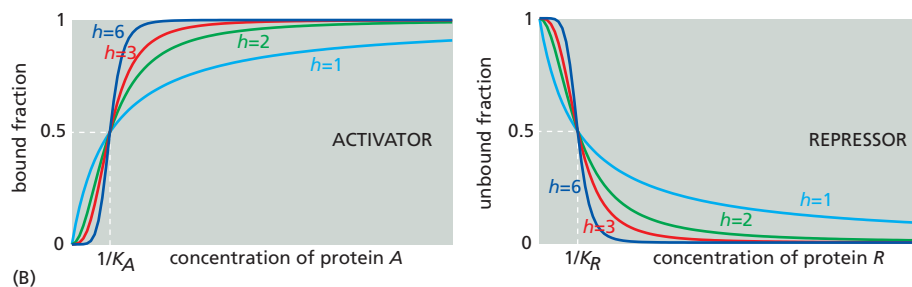 1
h=6
h=3
h=2
h=1
0.5
bound fraction
ACTIVATOR
0
1/KA
concentration of protein A
(B)
1
h=1
0.5
unbound fraction
REPRESSOR
h=6
h=2
h=3
0
1/KR
concentration of protein R